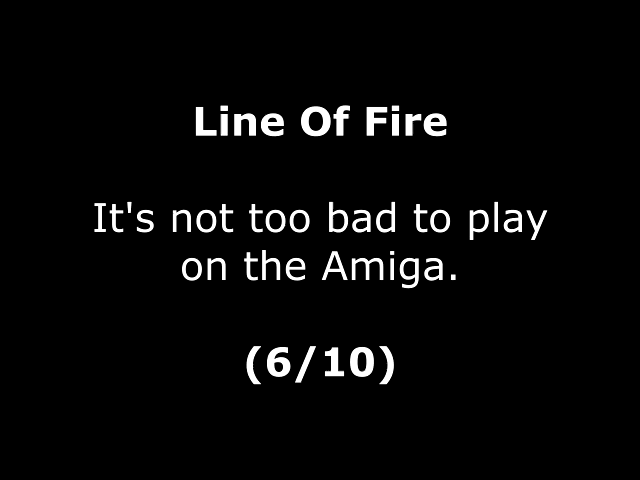 Line Of Fire
It's not too bad to play
on the Amiga.
(6/10)